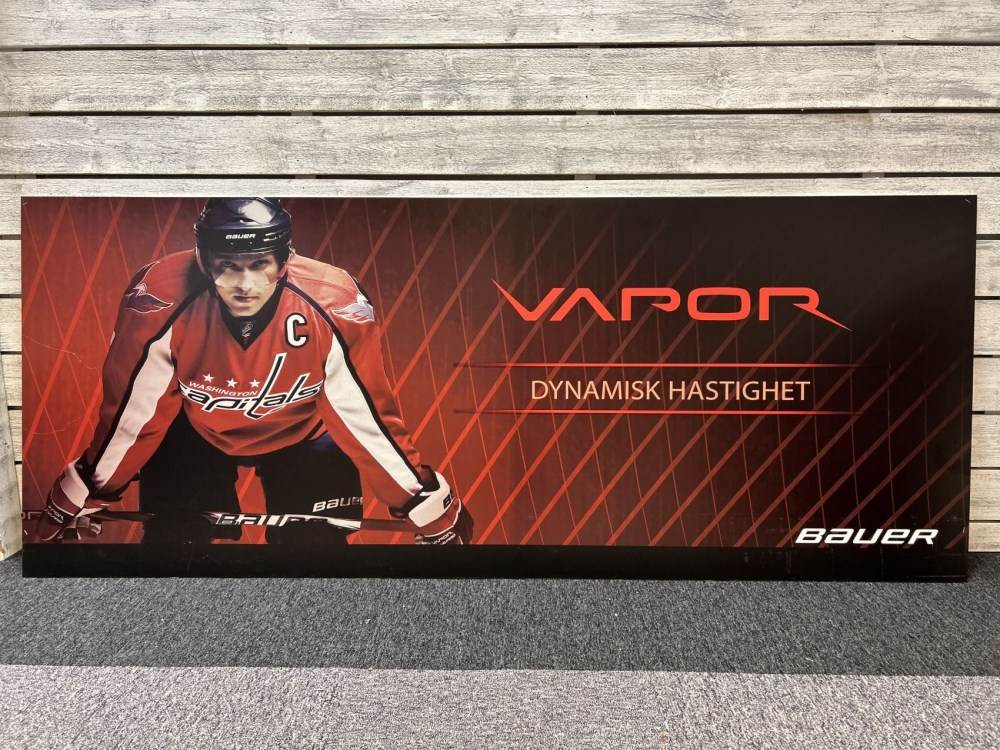 BAUER
C
WASHINGTON
capitals
VAPOR
DYNAMISK HASTIGHET
BAUER
BAUER
BAUER